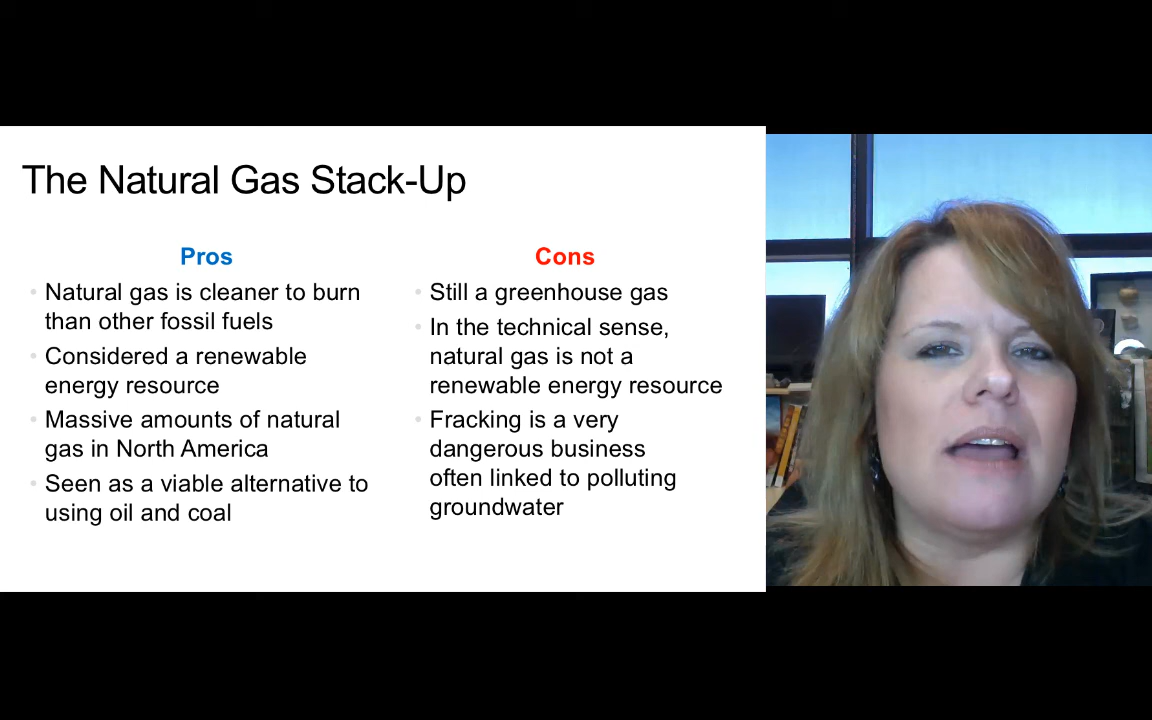 The Natural Gas Stack-Up
Pros
• Natural gas is cleaner to burn
than other fossil fuels
• Considered a renewable
energy resource
• Massive amounts of natural
gas in North America
• Seen as a viable alternative to
using oil and coal
Cons
• Still a greenhouse gas
• In the technical sense,
natural gas is not a
renewable energy resource
• Fracking is a very
dangerous business
often linked to polluting
groundwater